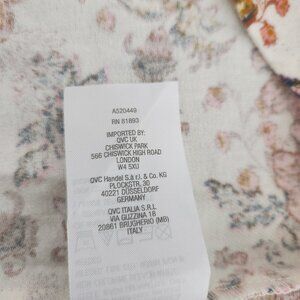 A520449
RN 81893
IMPORTED BY:
QVC UK
CHISWICK PARK
566 CHISWICK HIGH ROAD
LONDON
W4 5XU
QVC Handel S.à r.l. & Co. KG
PLOCKSTR. 30
40221 DÜSSELDORF
GERMANY
QVC ITALIA S.R.L
VIA GUZZINA 18
20861 BRUGHERIO (MB)
ITALY